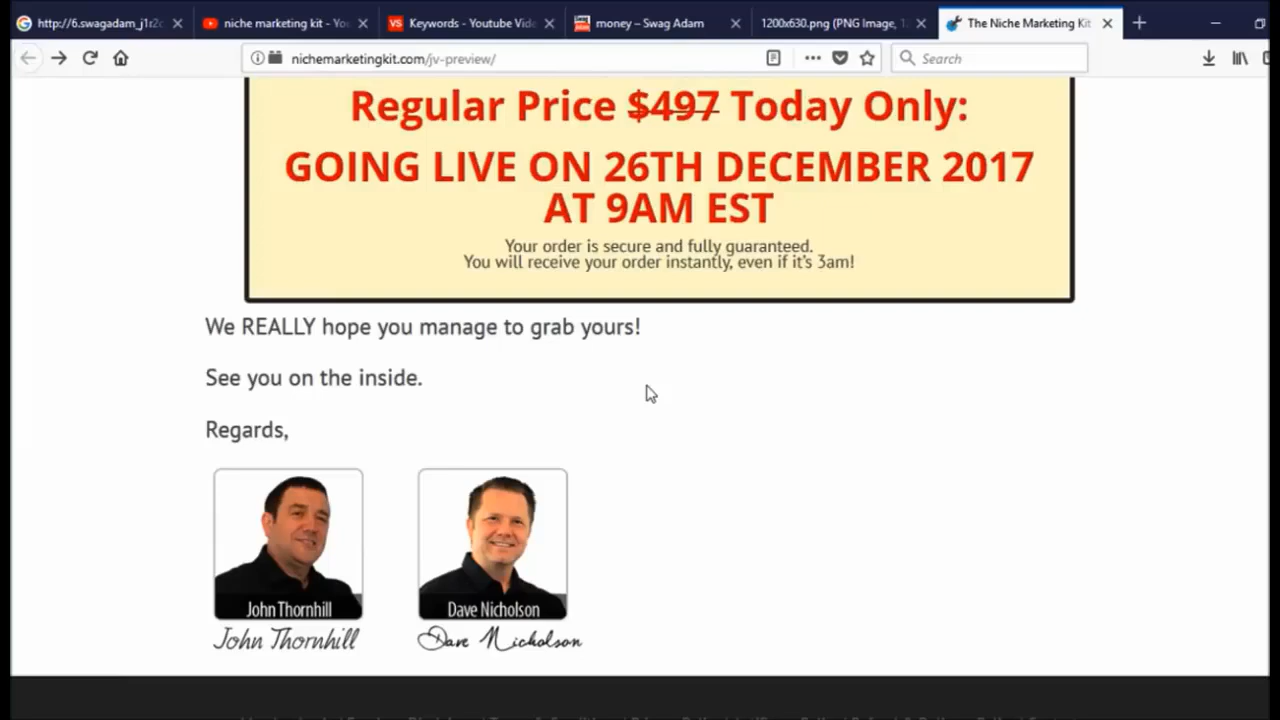 http://6.swagadam_j1r2c
niche marketing kit - Yo
Keywords - Youtube Vid
money – Swag Adam
1200x630.png (PNG Image, 1
The Niche Marketing Kit
nichemarketingkit.com/jv-preview/
Search
Regular Price $497 Today Only:
GOING LIVE ON 26TH DECEMBER 2017
AT 9AM EST
Your order is secure and fully guaranteed.
You will receive your order instantly, even if it's 3am!
We REALLY hope you manage to grab yours!
See you on the inside.
Regards,
John Thornhill
Dave Nicholson
John Thornhill
Dave Nicholson